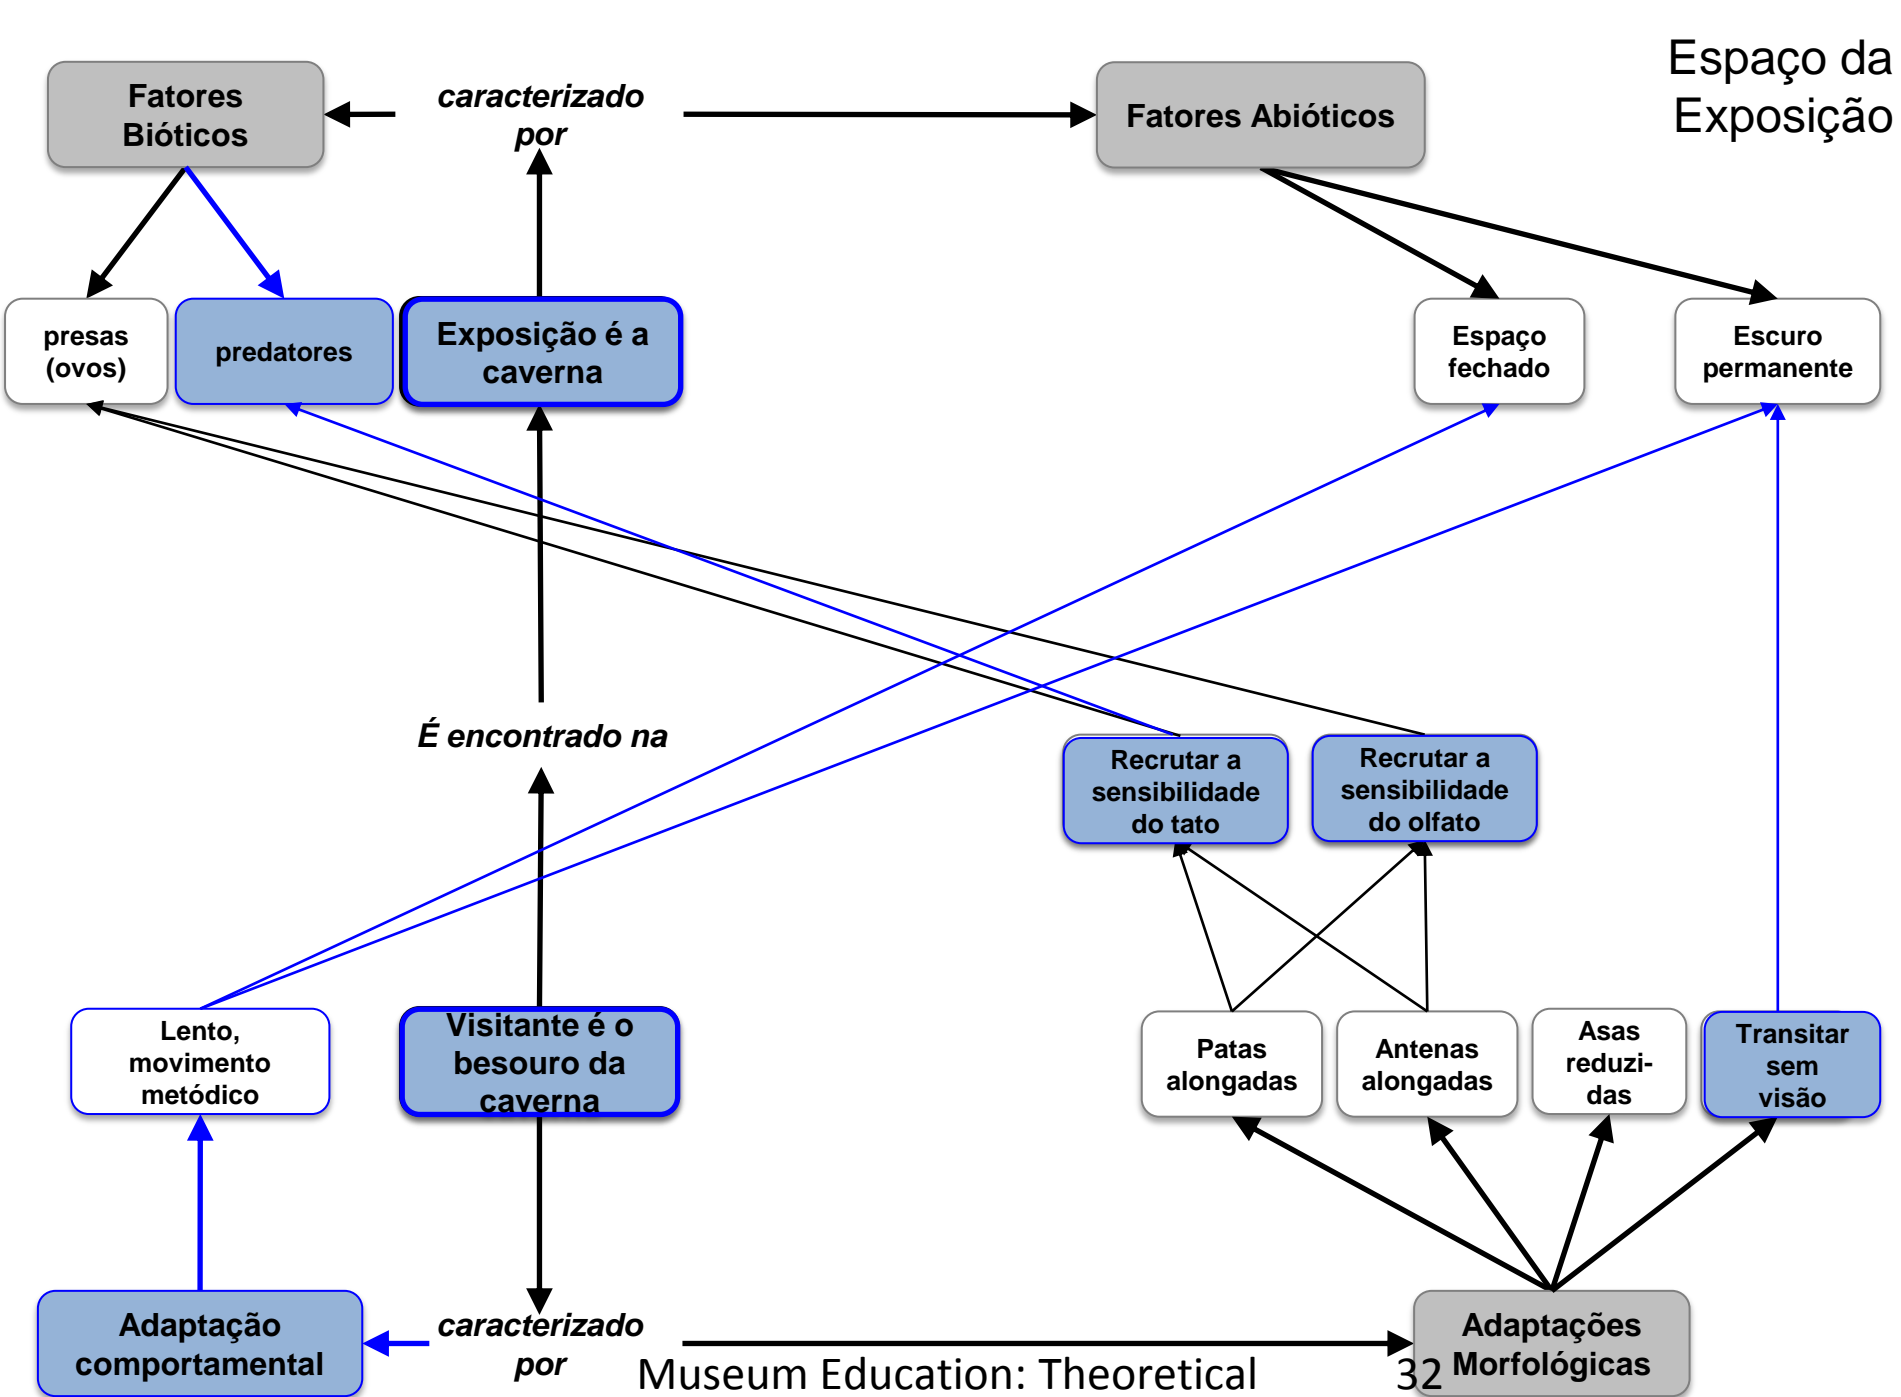 Espaço da
Exposição
Fatores
Bióticos
caracterizado
por
Fatores Abióticos
presas
(ovos)
predatores
Exposição é a
caverna
Espaço
fechado
Escuro
permanente
É encontrado na
Recrutar a
sensibilidade
do tato
Recrutar a
sensibilidade
do olfato
Lento,
movimento
metódico
Visitante é o
besouro da
caverna
Patas
alongadas
Antenas
alongadas
Asas
reduzi-
das
Transitar
sem
visão
Adaptação
comportamental
caracterizado
por
Adaptações
Morfológicas
Museum Education: Theoretical
32